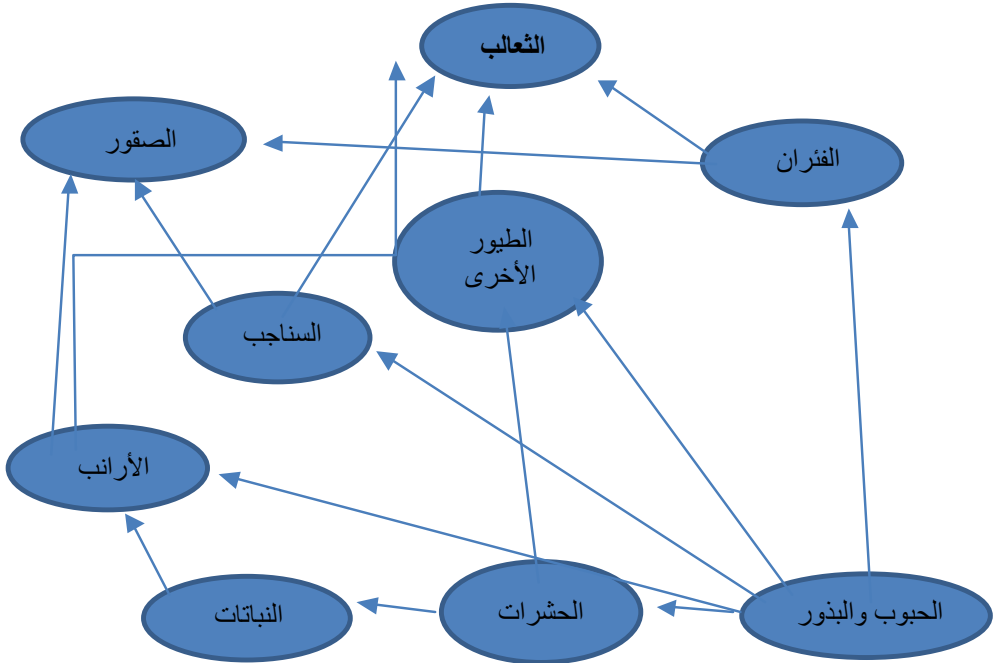 الثعالب
الصقور
الفئران
الطيور
الأخرى
السناجب
الأرانب
النباتات
الحشرات
الحبوب والبذور